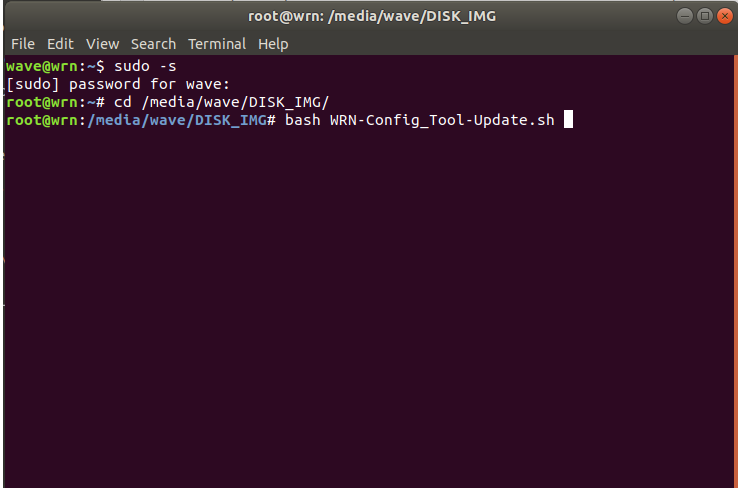 root@wrn: /media/wave/DISK_IMG
File Edit View Search Terminal Help
wave@wrn:~$ sudo -s
[sudo] password for wave:
root@wrn:~# cd /media/wave/DISK_IMG/
root@wrn:/media/wave/DISK_IMG# bash WRN-Config_Tool-Update.sh